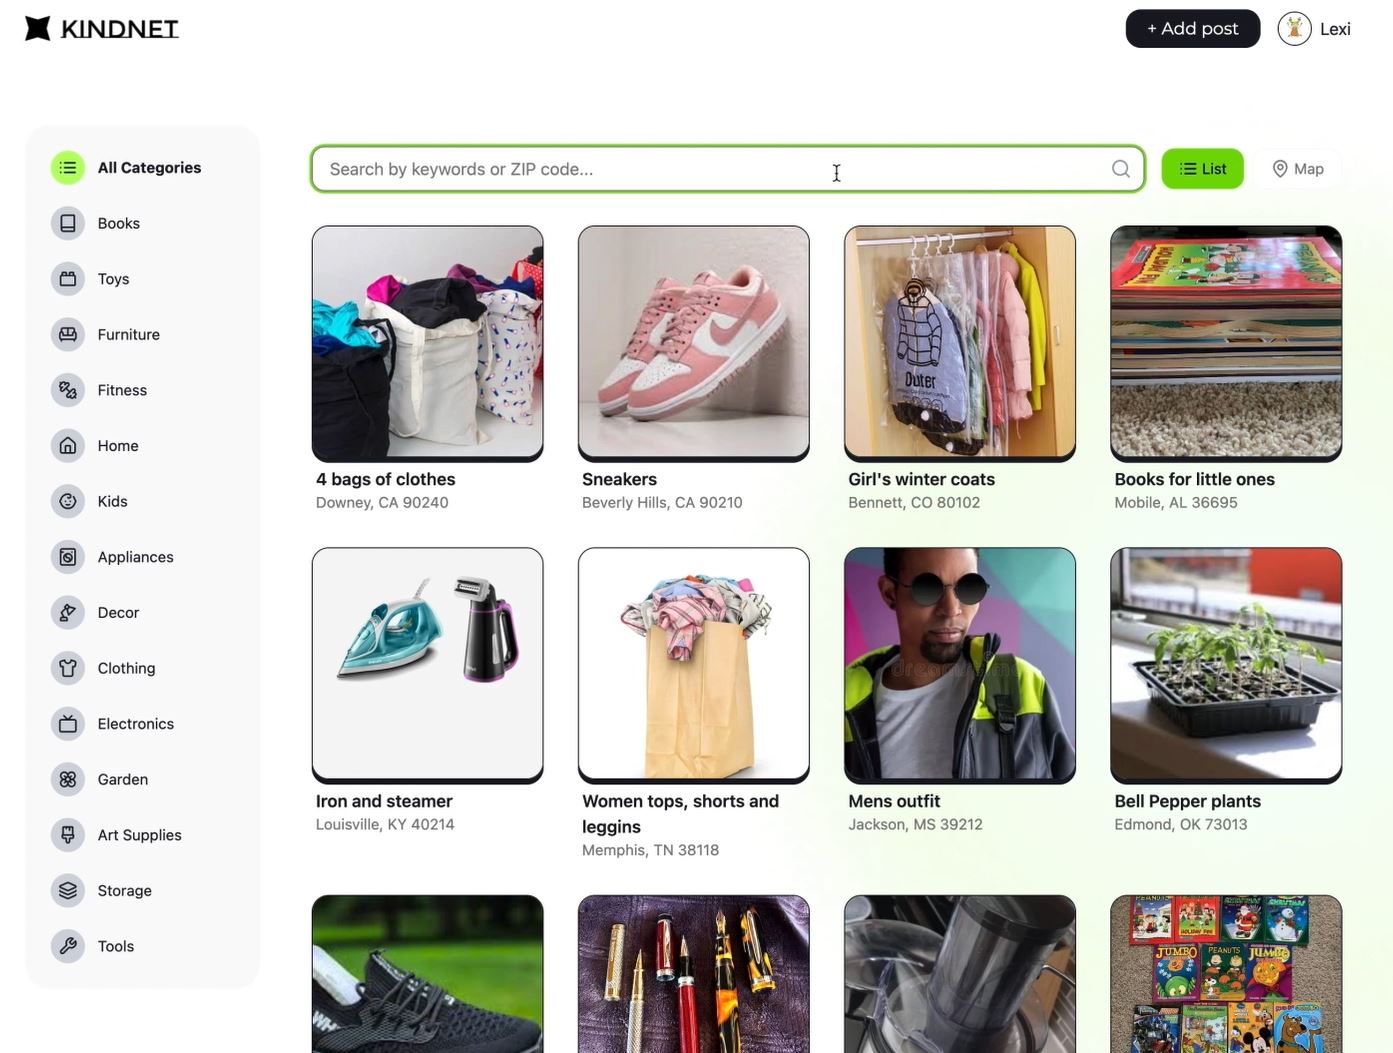 KINDNET
+ Add post
Lexi
All Categories
Books
Toys
Furniture
Fitness
Home
Kids
Appliances
Decor
Clothing
Electronics
Garden
Art Supplies
Storage
Tools
Search by keywords or ZIP code...
List
Map
Outer
4 bags of clothes
Downey, CA 90240
Sneakers
Beverly Hills, CA 90210
Girl's winter coats
Bennett, CO 80102
Books for little ones
Mobile, AL 36695
dreamstime
Iron and steamer
Louisville, KY 40214
Women tops, shorts and
leggins
Memphis, TN 38118
Mens outfit
Jackson, MS 39212
Bell Pepper plants
Edmond, OK 73013
PEANUTS
CHRISTMAS
JUMBO
PEANUTS
JUMBO